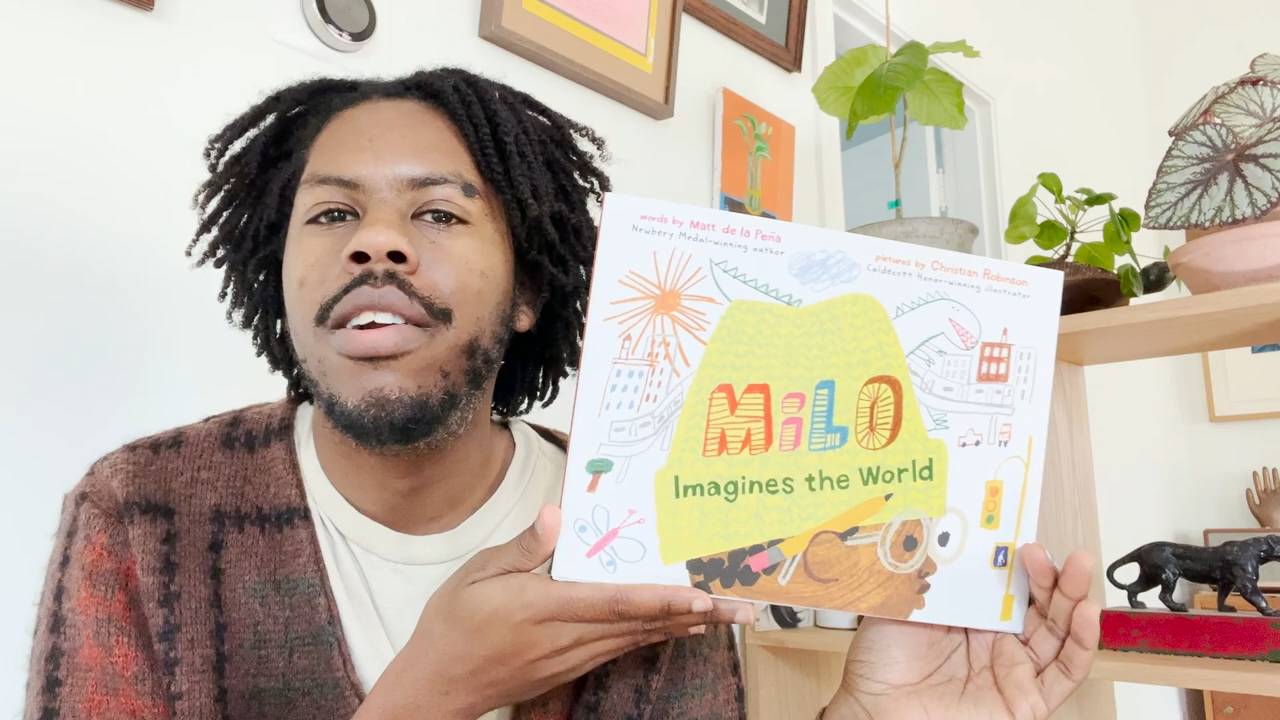 words by Matt de la Peña
Newbery Medal-winning author
pictures by Christian Robinson
Caldecott Honor-winning illustrator
MiLO
Imagines the World